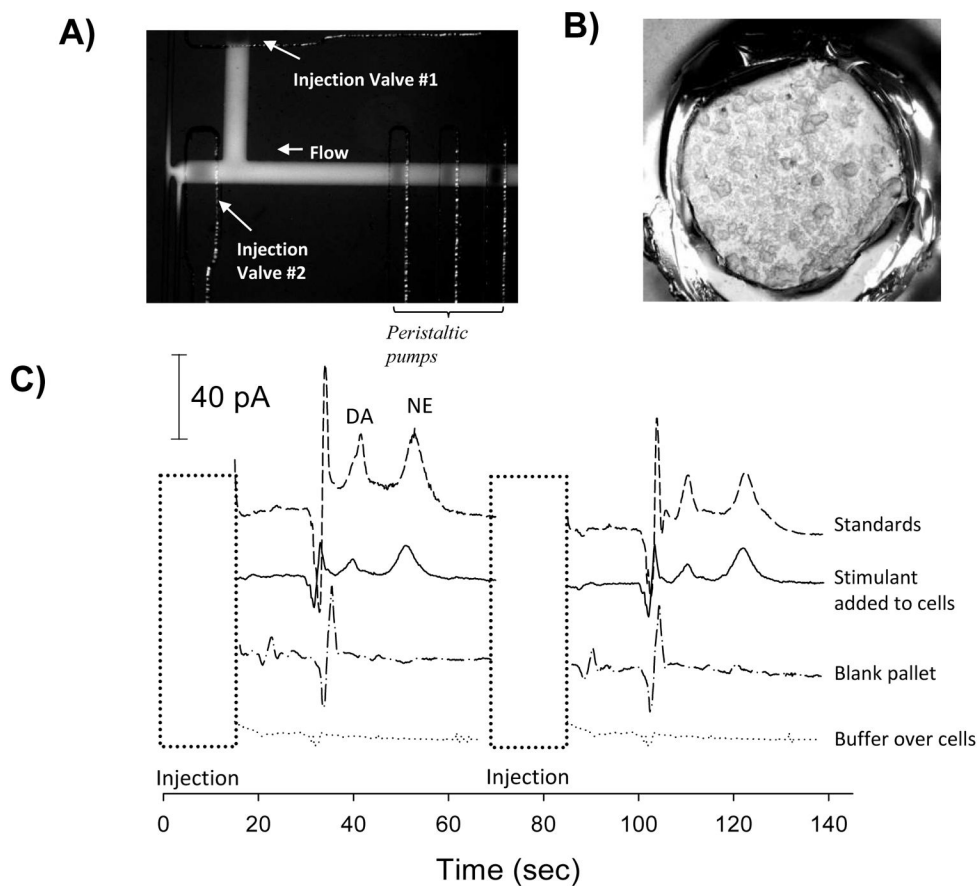 A)
B)
Injection Valve #1
Flow
Injection
Valve #2
Peristaltic
pumps
C)
40 pA
DA
NE
Standards
Stimulant
added to cells
Blank pallet
Buffer over cells
Injection
Injection
0
20
40
60
80
100
120
140
Time (sec)